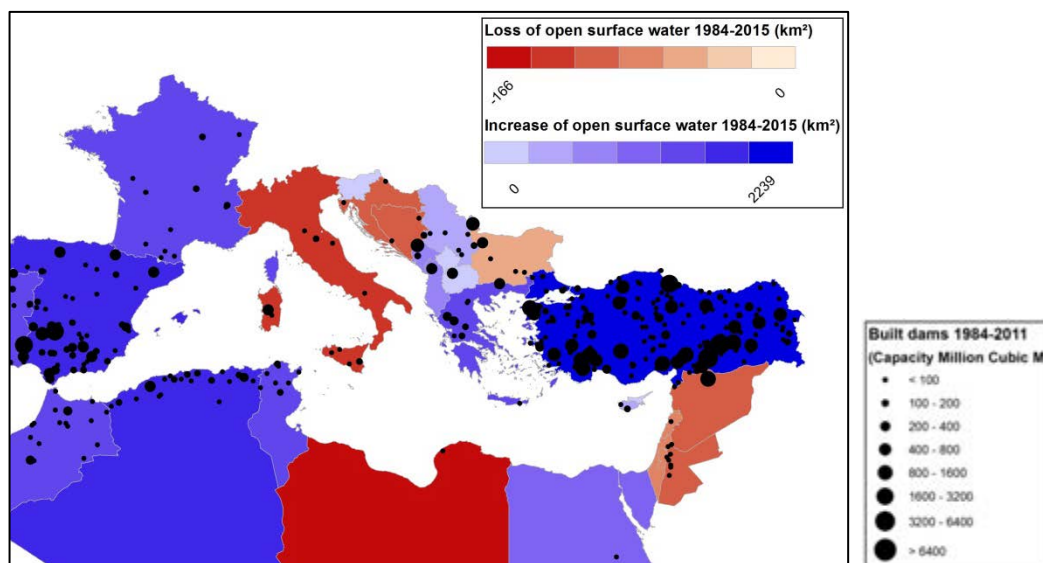 Loss of open surface water 1984-2015 (km²)
-166
0
Increase of open surface water 1984-2015 (km²)
0
2239
Built dams 1984-2011
(Capacity Million Cubic M
< 100
100 - 200
200 - 400
400 - 800
800 - 1600
1600 - 3200
3200 - 6400
> 6400